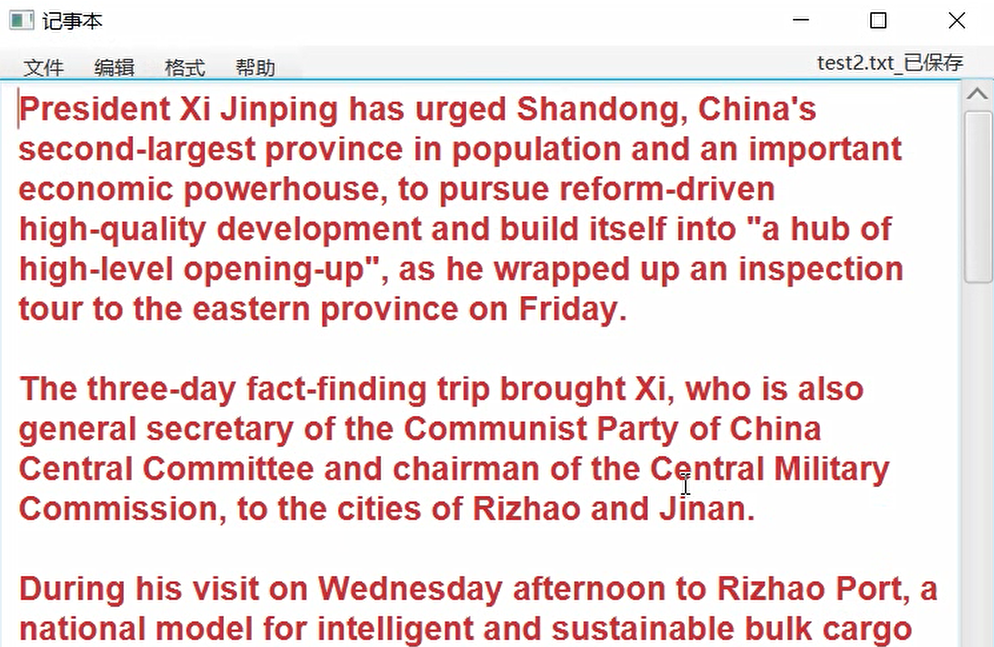 记事本
文件 编辑 格式 帮助 test2.txt_已保存
President Xi Jinping has urged Shandong, China's
second-largest province in population and an important
economic powerhouse, to pursue reform-driven
high-quality development and build itself into "a hub of
high-level opening-up", as he wrapped up an inspection
tour to the eastern province on Friday.
The three-day fact-finding trip brought Xi, who is also
general secretary of the Communist Party of China
Central Committee and chairman of the Central Military
Commission, to the cities of Rizhao and Jinan.
During his visit on Wednesday afternoon to Rizhao Port, a
national model for intelligent and sustainable bulk cargo